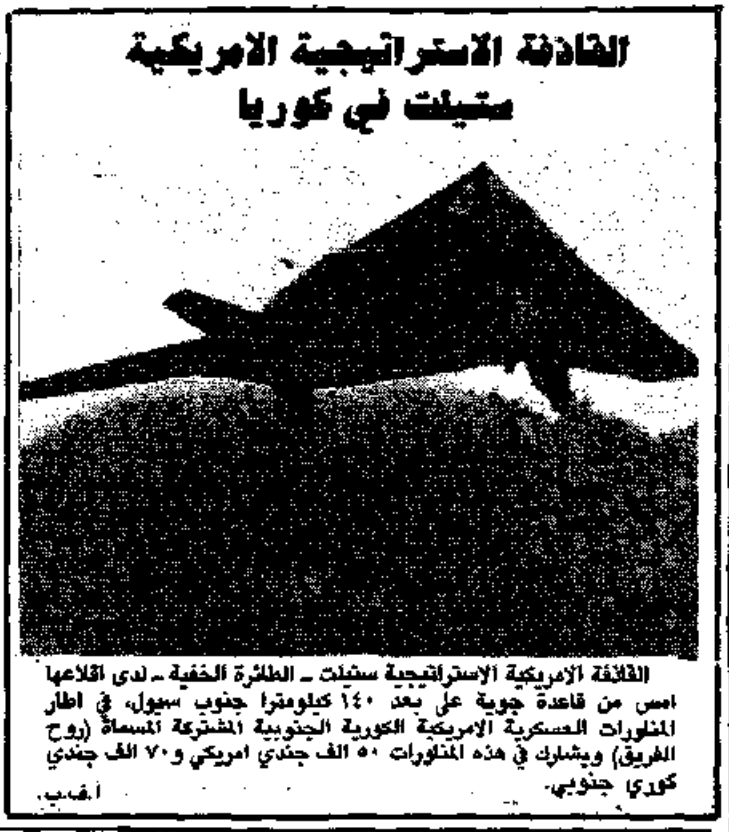 القاذفة الاستراتيجية الامريكية
ستيلت في كوريا
القاذفة الامريكية الاستراتيجية ستيلت ـ الطائرة الخفية ـ لدى اقلاعها
امس من قاعدة جوية على بعد ١٤٠ كيلومترا جنوب سيول، في اطار
المناورات العسكرية الامريكية الكورية الجنوبية المشتركة المسماة (روح
الفريق) ويشارك في هذه المناورات ٥٠ الف جندي امريكي و٧٠ الف جندي
كوري جنوبي.
أ.ف.ب.